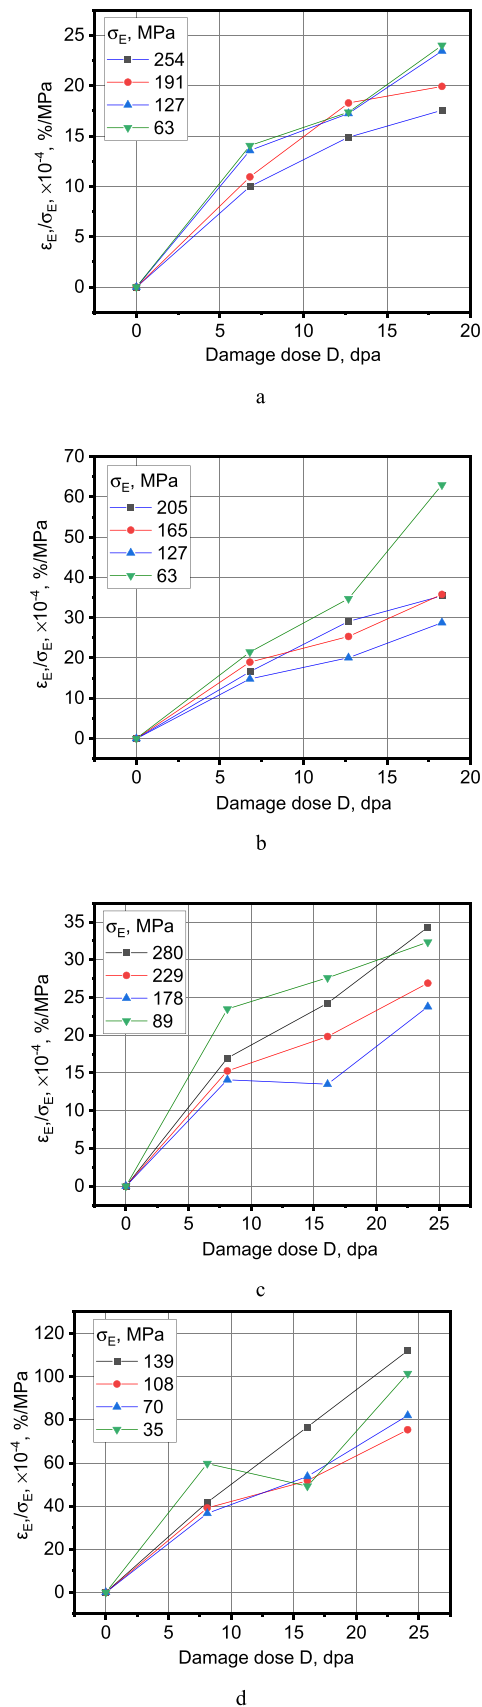 σE, MPa
254
191
127
63
25
20
15
10
5
0
εE,/σE, ×10-4, %/MPa
0 5 10 15 20
Damage dose D, dpa
a
σE, MPa
205
165
127
63
70
60
50
40
30
20
10
0
εE,/σE, ×10-4, %/MPa
0 5 10 15 20
Damage dose D, dpa
b
σE, MPa
280
229
178
89
35
30
25
20
15
10
5
0
εE,/σE, ×10-4, %/MPa
0 5 10 15 20 25
Damage dose D, dpa
c
σE, MPa
139
108
70
35
120
100
80
60
40
20
0
εE,/σE, ×10-4, %/MPa
0 5 10 15 20 25
Damage dose D, dpa
d